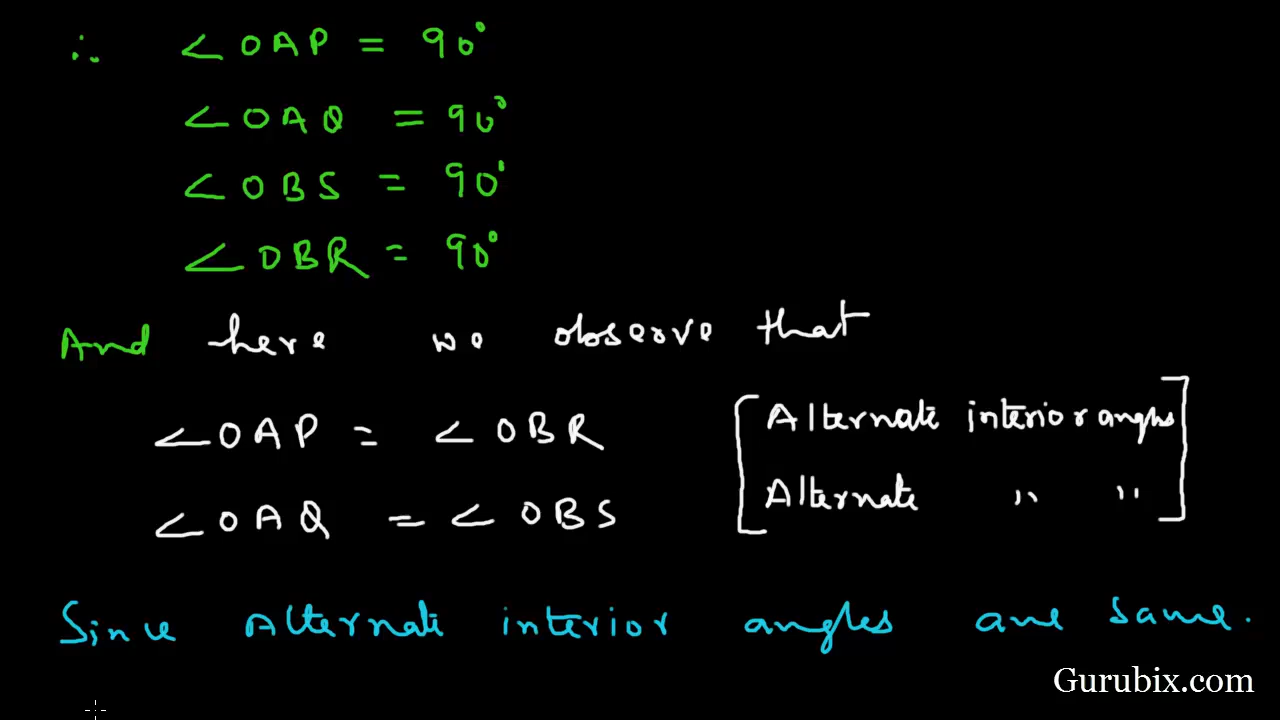 ∴ ∠OAP = 90°
∠OAQ = 90°
∠OBS = 90°
∠OBR = 90°
And here we observe that
∠OAP = ∠OBR [Alternate interior angles
∠OAQ = ∠OBS Alternate " "]
Since Alternate interior angles are same.
Gurubix.com